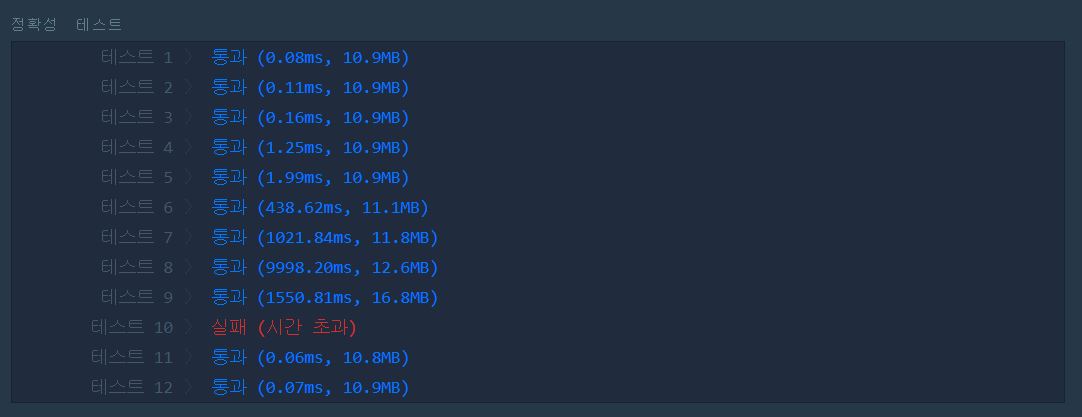 정확성 테스트
테스트 1 〉 통과 (0.08ms, 10.9MB)
테스트 2 〉 통과 (0.11ms, 10.9MB)
테스트 3 〉 통과 (0.16ms, 10.9MB)
테스트 4 〉 통과 (1.25ms, 10.9MB)
테스트 5 〉 통과 (1.99ms, 10.9MB)
테스트 6 〉 통과 (438.62ms, 11.1MB)
테스트 7 〉 통과 (1021.84ms, 11.8MB)
테스트 8 〉 통과 (9998.20ms, 12.6MB)
테스트 9 〉 통과 (1550.81ms, 16.8MB)
테스트 10 〉 실패 (시간 초과)
테스트 11 〉 통과 (0.06ms, 10.8MB)
테스트 12 〉 통과 (0.07ms, 10.9MB)